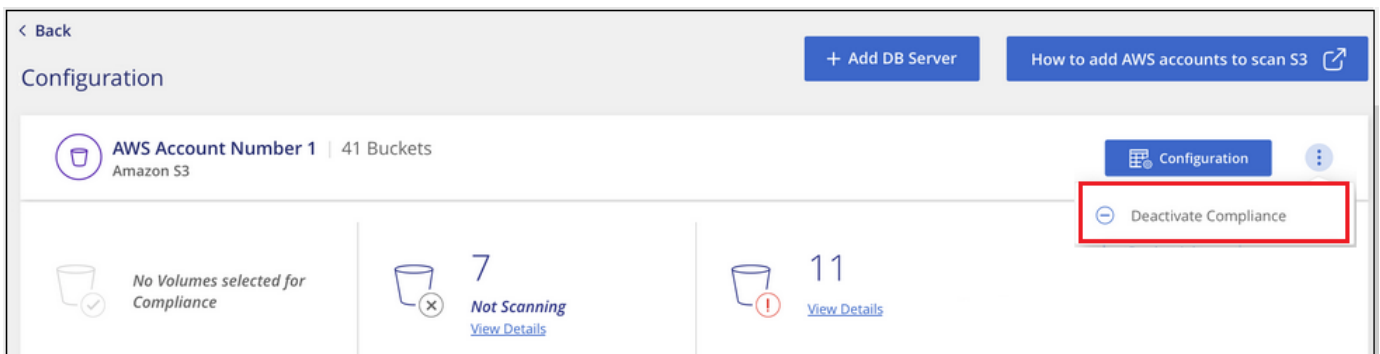 < Back
Configuration
+ Add DB Server
How to add AWS accounts to scan S3
AWS Account Number 1 | 41 Buckets
Amazon S3
Configuration
Deactivate Compliance
No Volumes selected for
Compliance
7
Not Scanning
View Details
11
View Details